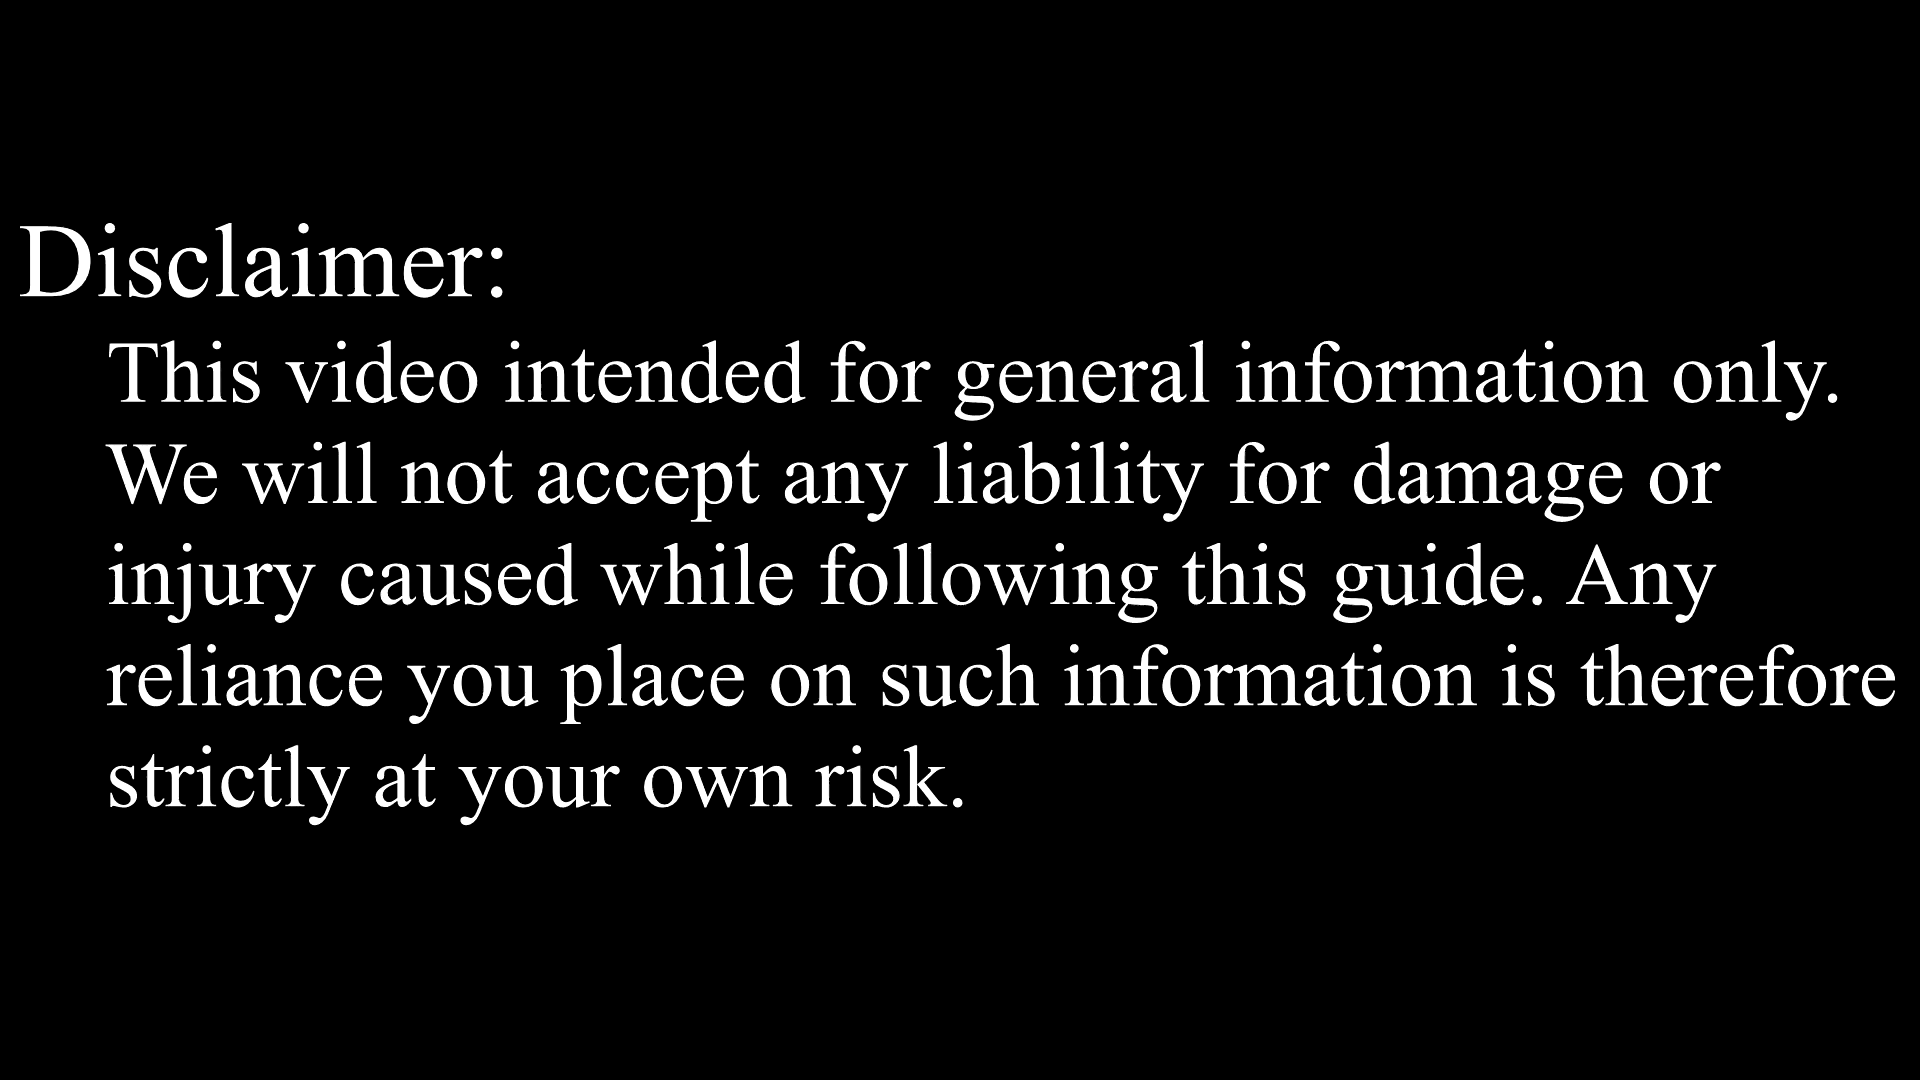 Disclaimer:
This video intended for general information only.
We will not accept any liability for damage or
injury caused while following this guide. Any
reliance you place on such information is therefore
strictly at your own risk.